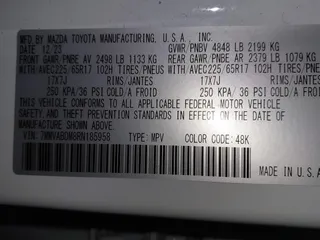 MFD BY MAZDA TOYOTA MANUFACTURING, U.S.A., INC.
DATE 12/23 GVWR/PNBV 4848 LB 2199 KG
FRONT GAWR/PNBE AV 2498 LB 1133 KG REAR GAWR/PNBE AR 2379 LB 1079 KG
WITH/AVEC225/65R17 102H TIRES/PNEUS WITH/AVEC225/65R17 102H TIRES/PNEUS
17X7J RIMS/JANTES 17X7J RIMS/JANTES
250 KPA/36 PSI COLD/A FROID 250 KPA/36 PSI COLD/A FROID
THIS VEHICLE CONFORMS TO ALL APPLICABLE FEDERAL MOTOR VEHICLE
SAFETY AND THEFT PREVENTION STANDARDS IN EFFECT ON THE DATE OF
MANUFACTURE SHOWN ABOVE.
TYPE: MPV COLOR CODE: 48K
MADE IN U.S.A